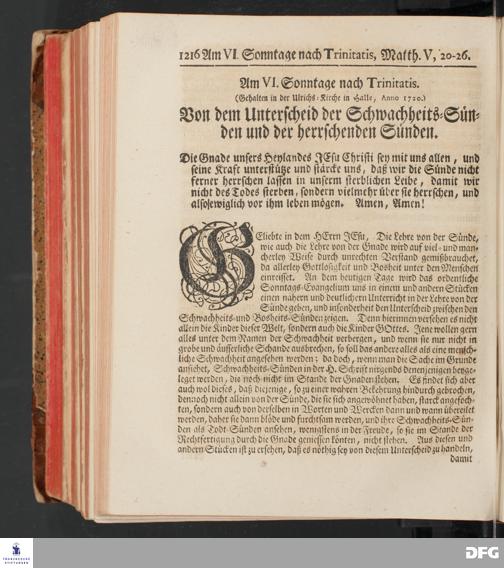 1216 Am VI. Sonntage nach Trinitatis, Matth. V, 20-26.
Am VI. Sonntage nach Trinitatis.
(Gehalten in der Ulrichs-Kirche in Halle, Anno 1720.)
Von dem Unterscheid der Schwachheits-Sün-
den und der herrschenden Sünden.
Die Gnade unsers Heylandes JEsu Christi sey mit uns allen, und
seine Kraft unterstütze und stärcke uns, daß wir die Sünde nicht
ferner herrschen lassen in unserm sterblichen Leibe, damit wir
nicht des Todes sterben, sondern vielmehr über sie herrschen, und
also ewiglich vor ihm leben mögen. Amen, Amen!
GEliebte in dem HErrn JEsu, Die Lehre von der Sünde,
wie auch die Lehre von der Gnade wird auf viel- und man-
cherley Weise durch unrechten Verstand gemißbrauchet,
da allerley Gottlosigkeit und Bosheit unter den Menschen
einreisset. An dem heutigen Tage wird das ordentliche
Sonntags-Evangelium uns in einem und andern Stücken
einen nähern und deutlichern Unterricht in der Lehre von der
Sünde geben, und insonderheit den Unterscheid zwischen den
Schwachheits- und Bosheits-Sünden zeigen. Denn hierinnen versehen es nicht
allein die Kinder dieser Welt, sondern auch die Kinder GOttes. Jene wollen gern
alles unter dem Namen der Schwachheit verbergen, und wenn sie nur nicht in
grobe und äusserliche Schande ausbrechen, so soll das andere alles als eine mensch-
liche Schwachheit angesehen werden; da doch, wenn man die Sache im Grunde
ansiehet, Schwachheits-Sünden in der H. Schrift nirgends denenjenigen beyge-
leget werden, die noch nicht im Stande der Gnaden stehen. Es findet sich aber
auch wol dieses, daß diejenige, so zu einer wahren Bekehrung hindurch gebrochen,
dennoch nicht allein von der Sünde, die sie sich angewöhnet haben, starck angefoch-
ten, sondern auch von derselben in Worten und Wercken dann und wann übereilet
werden, daher sie dann blöde und furchtsam werden, und ihre Schwachheits-Sün-
den als Todt-Sünden ansehen, wenigstens in der Freude, so sie im Stande der
Rechtfertigung durch die Gnade geniessen könten, nicht stehen. Aus diesen und
andern Stücken ist zu ersehen, daß es nöthig sey von diesem Unterscheid zu handeln,
damit
FRANCKESCHE
STIFTUNGEN
DFG